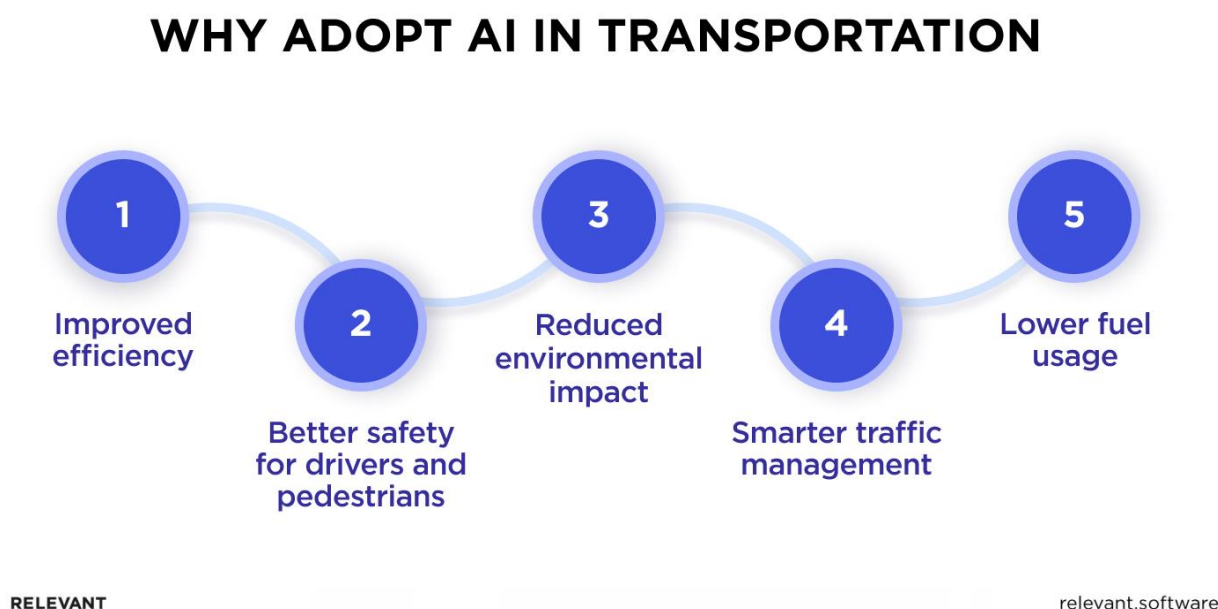 WHY ADOPT AI IN TRANSPORTATION
1
Improved
efficiency
2
Better safety
for drivers and
pedestrians
3
Reduced
environmental
impact
4
Smarter traffic
management
5
Lower fuel
usage
RELEVANT
relevant.software